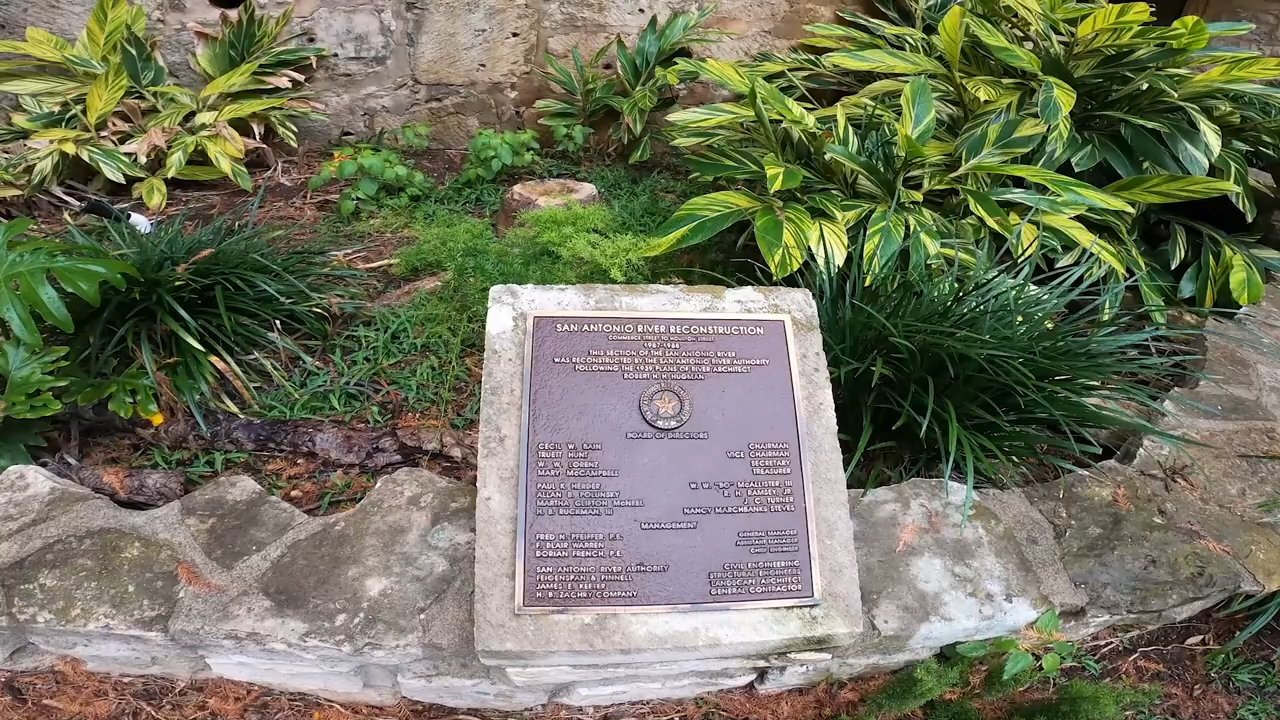 SAN ANTONIO RIVER RECONSTRUCTION
COMMERCE STREET TO HOUSTON STREET
1987-1988
THIS SECTION OF THE SAN ANTONIO RIVER
WAS RECONSTRUCTED BY THE SAN ANTONIO RIVER AUTHORITY
FOLLOWING THE 1939 PLANS OF RIVER ARCHITECT
ROBERT H. H. HUGMAN
BOARD OF DIRECTORS
CECIL W. BAIN CHAIRMAN
TRUETT HUNT VICE CHAIRMAN
W. W. LORENZ SECRETARY
MARY McCAMPBELL TREASURER
PAUL K. HERDER W. W. "BO" McALLISTER, III
ALLAN B. POLUNSKY R. H. RAMSEY, JR.
MARTHA CLIFTON McNEEL J. C. TURNER
H. B. RUCKMAN, III NANCY MARCHBANKS STEVES
MANAGEMENT
FRED N. PFEIFFER, P.E. GENERAL MANAGER
F. BLAIR WARREN ASSISTANT MANAGER
DORIAN FRENCH, P.E. CHIEF ENGINEER
SAN ANTONIO RIVER AUTHORITY CIVIL ENGINEERING
FEIGENSPAN & PINNELL STRUCTURAL ENGINEERS
JAMES E. KEETER LANDSCAPE ARCHITECT
H. B. ZACHRY COMPANY GENERAL CONTRACTOR